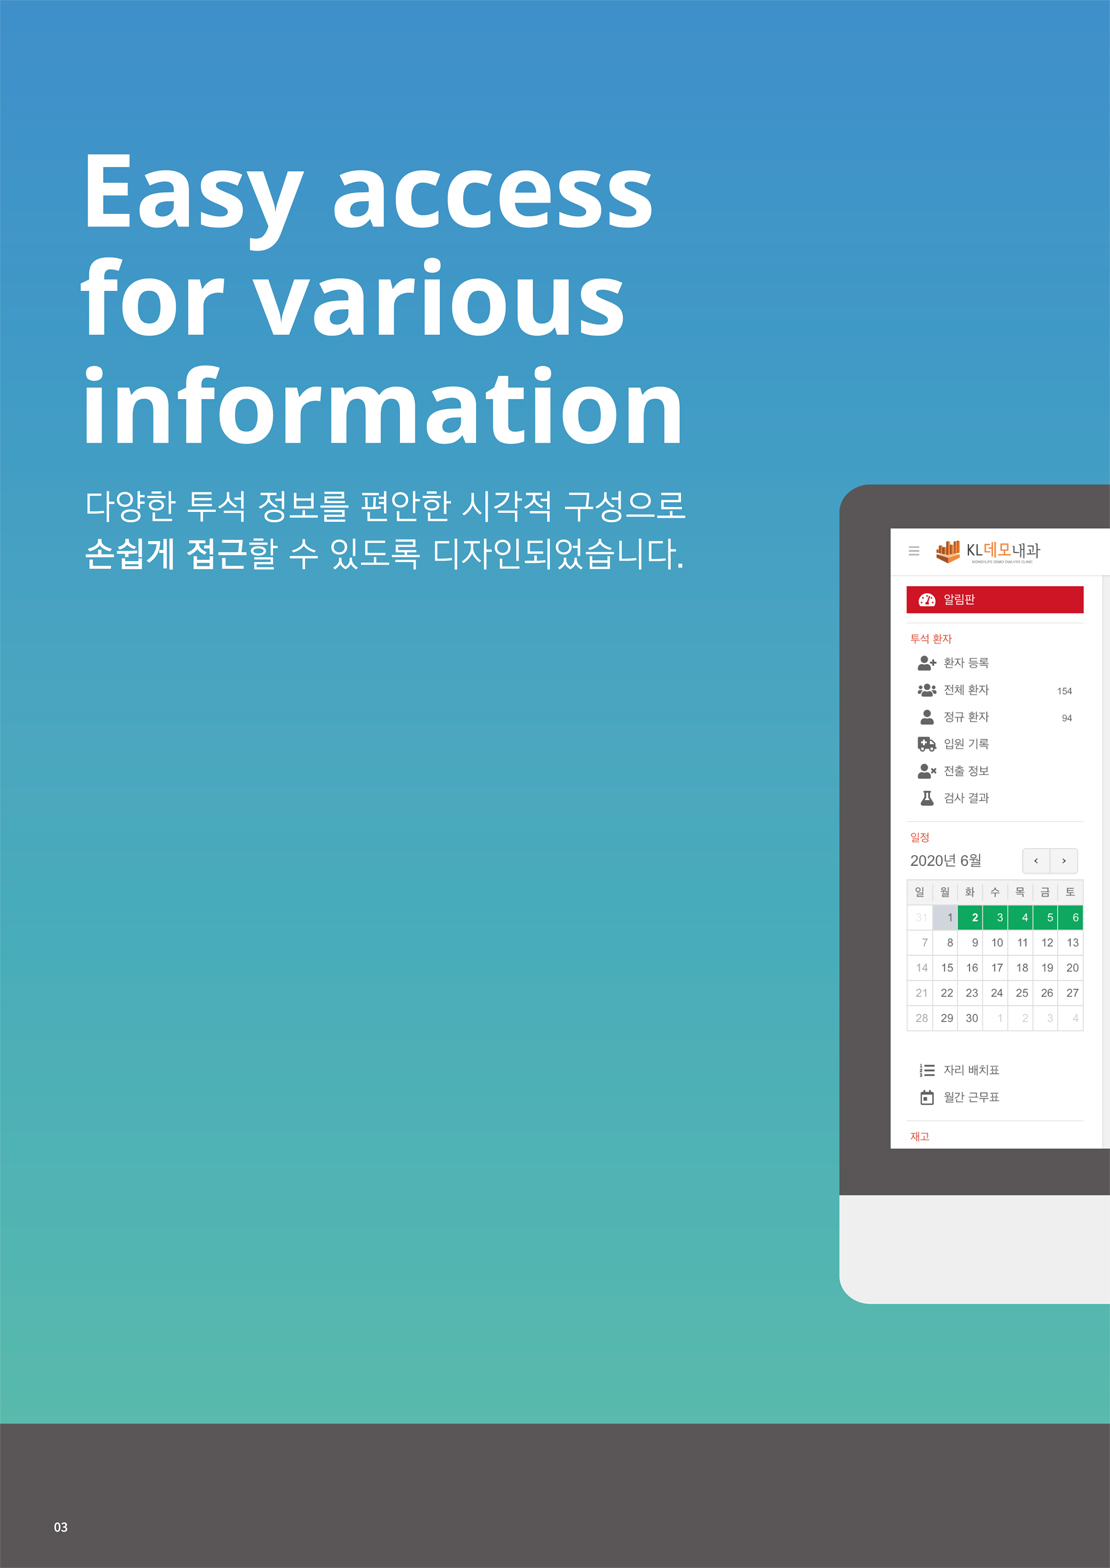 Easy access
for various
information
다양한 투석 정보를 편안한 시각적 구성으로
손쉽게 접근할 수 있도록 디자인되었습니다.
KL데모내과
알림판
투석 환자
환자 등록
전체 환자 154
정규 환자 94
입원 기록
전출 정보
검사 결과
일정
2020년 6월 ‹ ›
일 월 화 수 목 금 토
31 1 2 3 4 5 6
7 8 9 10 11 12 13
14 15 16 17 18 19 20
21 22 23 24 25 26 27
28 29 30 1 2 3 4
자리 배치표
월간 근무표
재고
03